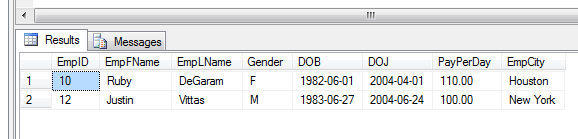 Results Messages
EmpID EmpFName EmpLName Gender DOB DOJ PayPerDay EmpCity
1 10 Ruby DeGaram F 1982-06-01 2004-04-01 110.00 Houston
2 12 Justin Vittas M 1983-06-27 2004-06-24 100.00 New York